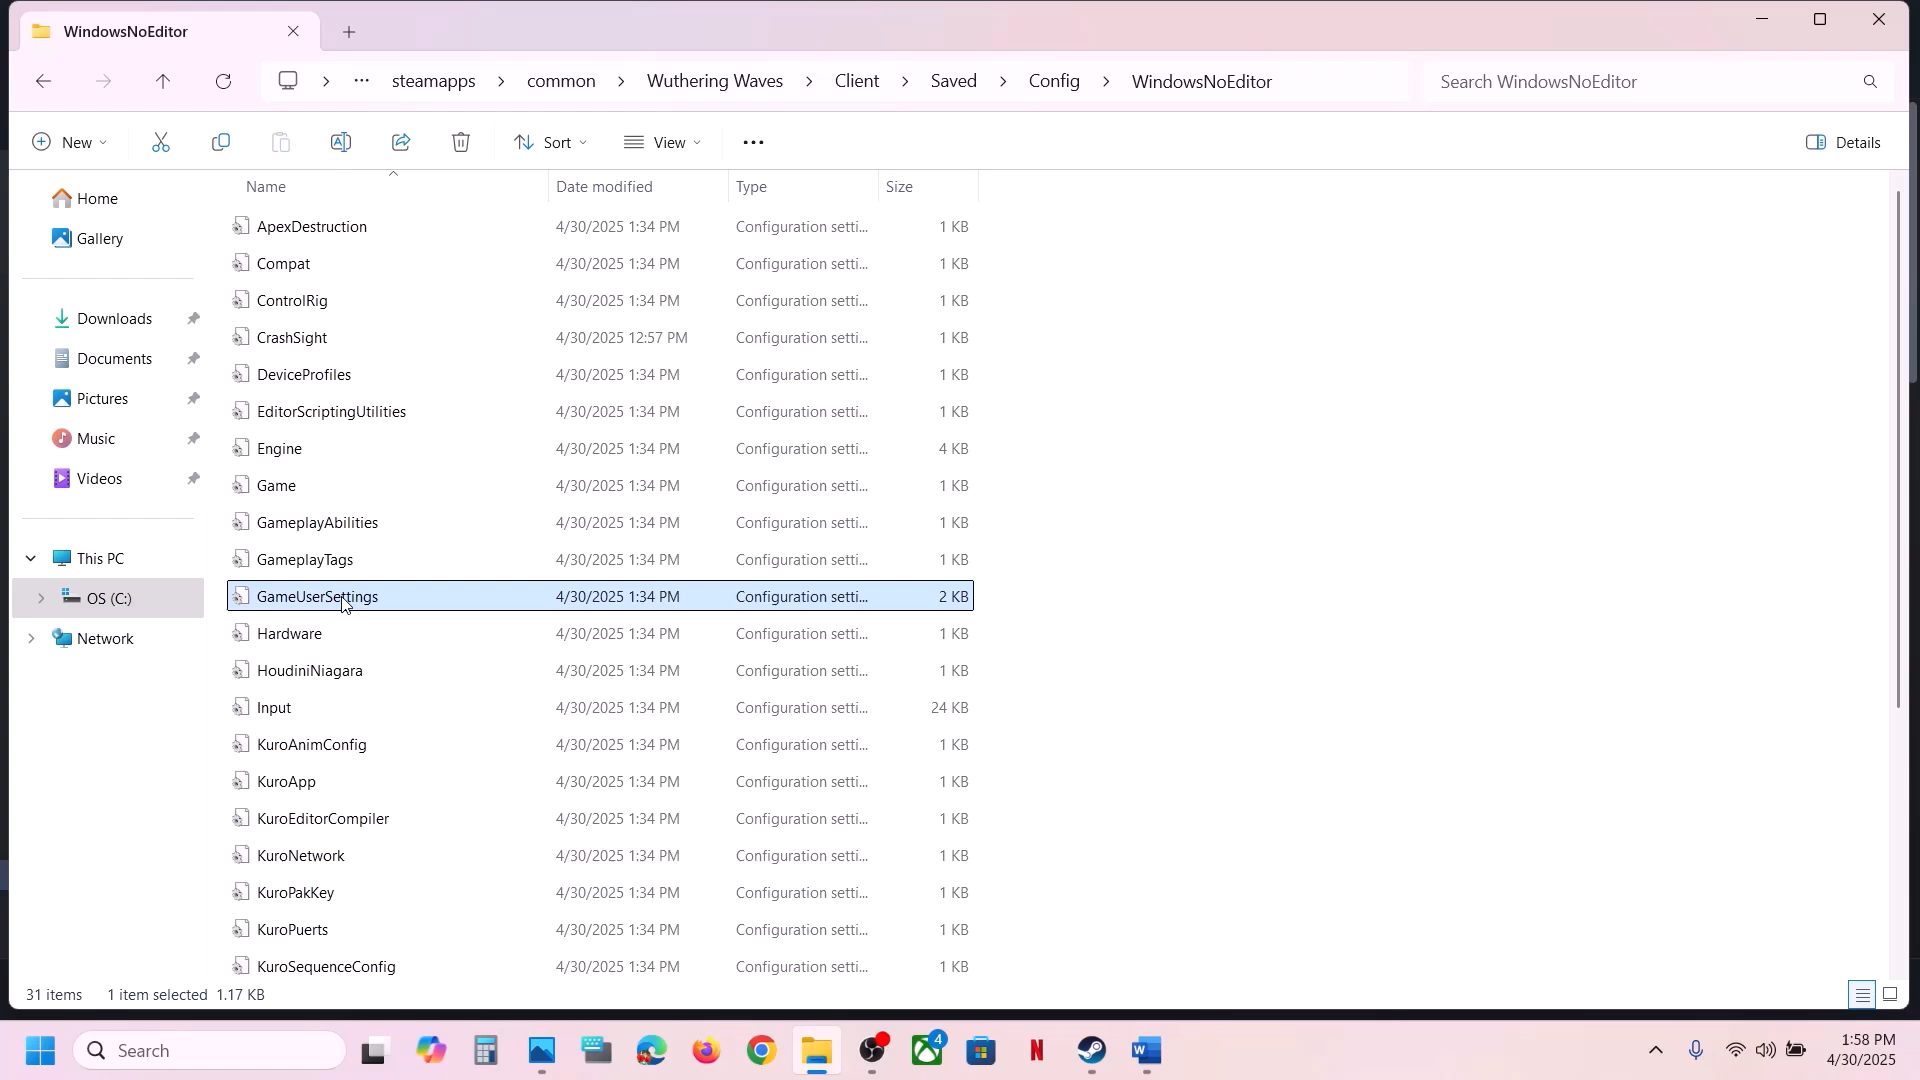 WindowsNoEditor
steamapps > common > Wuthering Waves > Client > Saved > Config > WindowsNoEditor
Search WindowsNoEditor
New
Sort
View
Details
Name Date modified Type Size
Home
Gallery
Downloads
Documents
Pictures
Music
Videos
This PC
OS (C:)
Network
ApexDestruction 4/30/2025 1:34 PM Configuration setti... 1 KB
Compat 4/30/2025 1:34 PM Configuration setti... 1 KB
ControlRig 4/30/2025 1:34 PM Configuration setti... 1 KB
CrashSight 4/30/2025 12:57 PM Configuration setti... 1 KB
DeviceProfiles 4/30/2025 1:34 PM Configuration setti... 1 KB
EditorScriptingUtilities 4/30/2025 1:34 PM Configuration setti... 1 KB
Engine 4/30/2025 1:34 PM Configuration setti... 4 KB
Game 4/30/2025 1:34 PM Configuration setti... 1 KB
GameplayAbilities 4/30/2025 1:34 PM Configuration setti... 1 KB
GameplayTags 4/30/2025 1:34 PM Configuration setti... 1 KB
GameUserSettings 4/30/2025 1:34 PM Configuration setti... 2 KB
Hardware 4/30/2025 1:34 PM Configuration setti... 1 KB
HoudiniNiagara 4/30/2025 1:34 PM Configuration setti... 1 KB
Input 4/30/2025 1:34 PM Configuration setti... 24 KB
KuroAnimConfig 4/30/2025 1:34 PM Configuration setti... 1 KB
KuroApp 4/30/2025 1:34 PM Configuration setti... 1 KB
KuroEditorCompiler 4/30/2025 1:34 PM Configuration setti... 1 KB
KuroNetwork 4/30/2025 1:34 PM Configuration setti... 1 KB
KuroPakKey 4/30/2025 1:34 PM Configuration setti... 1 KB
KuroPuerts 4/30/2025 1:34 PM Configuration setti... 1 KB
KuroSequenceConfig 4/30/2025 1:34 PM Configuration setti... 1 KB
31 items 1 item selected 1.17 KB
Search
4
1:58 PM
4/30/2025